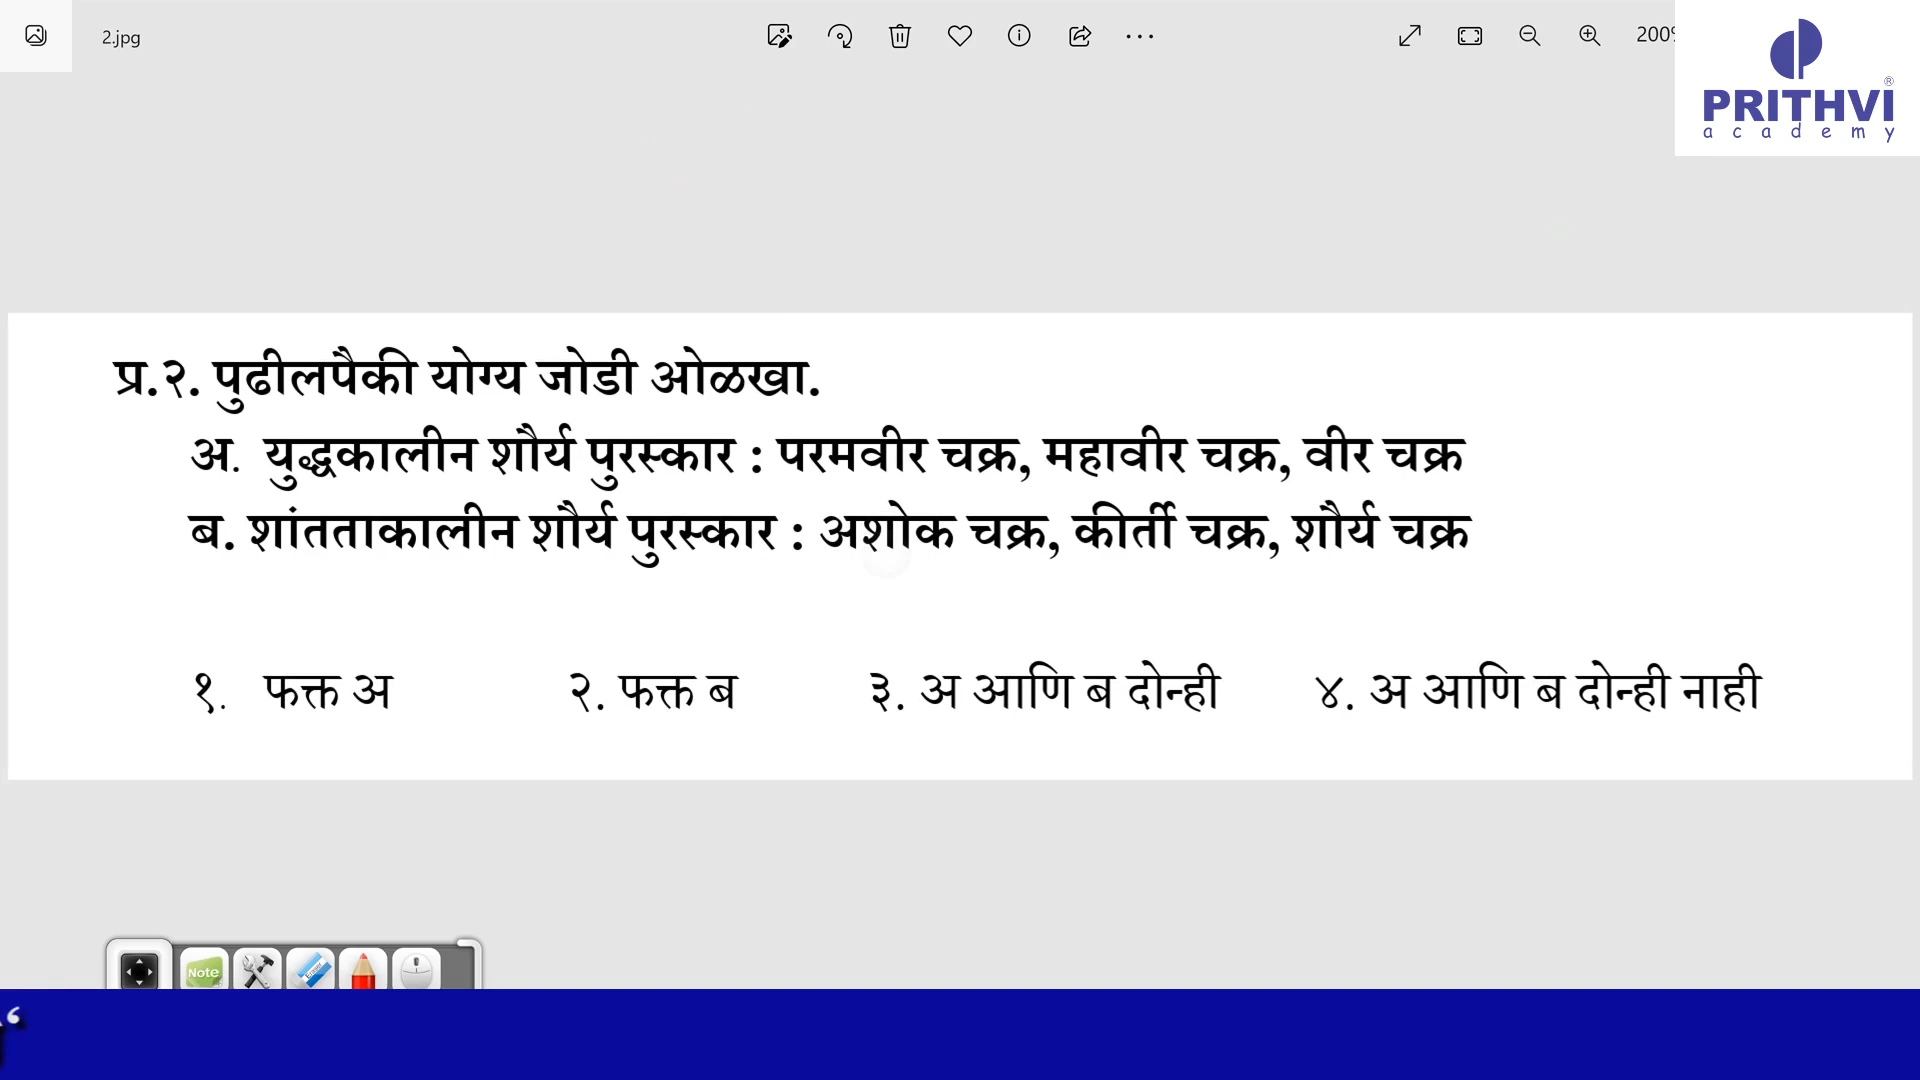 2.jpg
200%
PRITHVI®
academy
प्र.२. पुढीलपैकी योग्य जोडी ओळखा.
अ. युद्धकालीन शौर्य पुरस्कार : परमवीर चक्र, महावीर चक्र, वीर चक्र
ब. शांतताकालीन शौर्य पुरस्कार : अशोक चक्र, कीर्ती चक्र, शौर्य चक्र
१. फक्त अ २. फक्त ब ३. अ आणि ब दोन्ही ४. अ आणि ब दोन्ही नाही
Note
Eraser